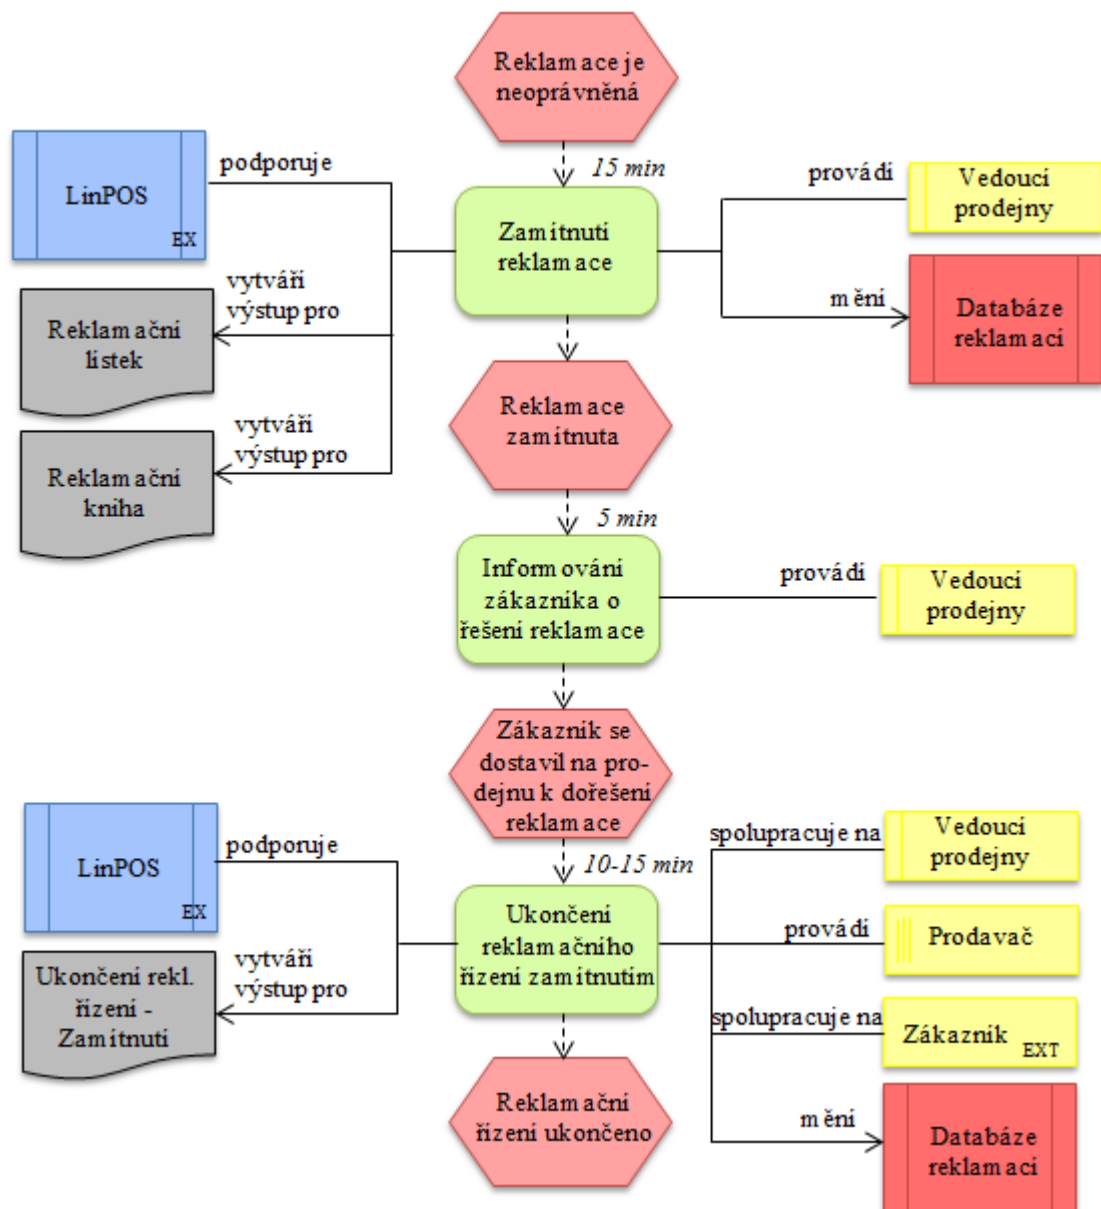 Reklamace je
neoprávněná
15 min
LinPOS
EX
podporuje
Zamítnutí
reklamace
provádí
Vedoucí
prodejny
mění
Databáze
reklamací
vytváří
výstup pro
Reklamační
lístek
vytváří
výstup pro
Reklamační
kniha
Reklamace
zamítnuta
5 min
Informování
zákazníka o
řešení reklamace
provádí
Vedoucí
prodejny
Zákazník se
dostavil na pro-
dejnu k dořešení
reklamace
10-15 min
LinPOS
EX
podporuje
Ukončení
reklamačního
řízení zamítnutím
spolupracuje na
Vedoucí
prodejny
provádí
Prodavač
spolupracuje na
Zákazník
EXT
mění
Databáze
reklamací
vytváří
výstup pro
Ukončení rekl.
řízení -
Zamítnutí
Reklamační
řízení ukončeno